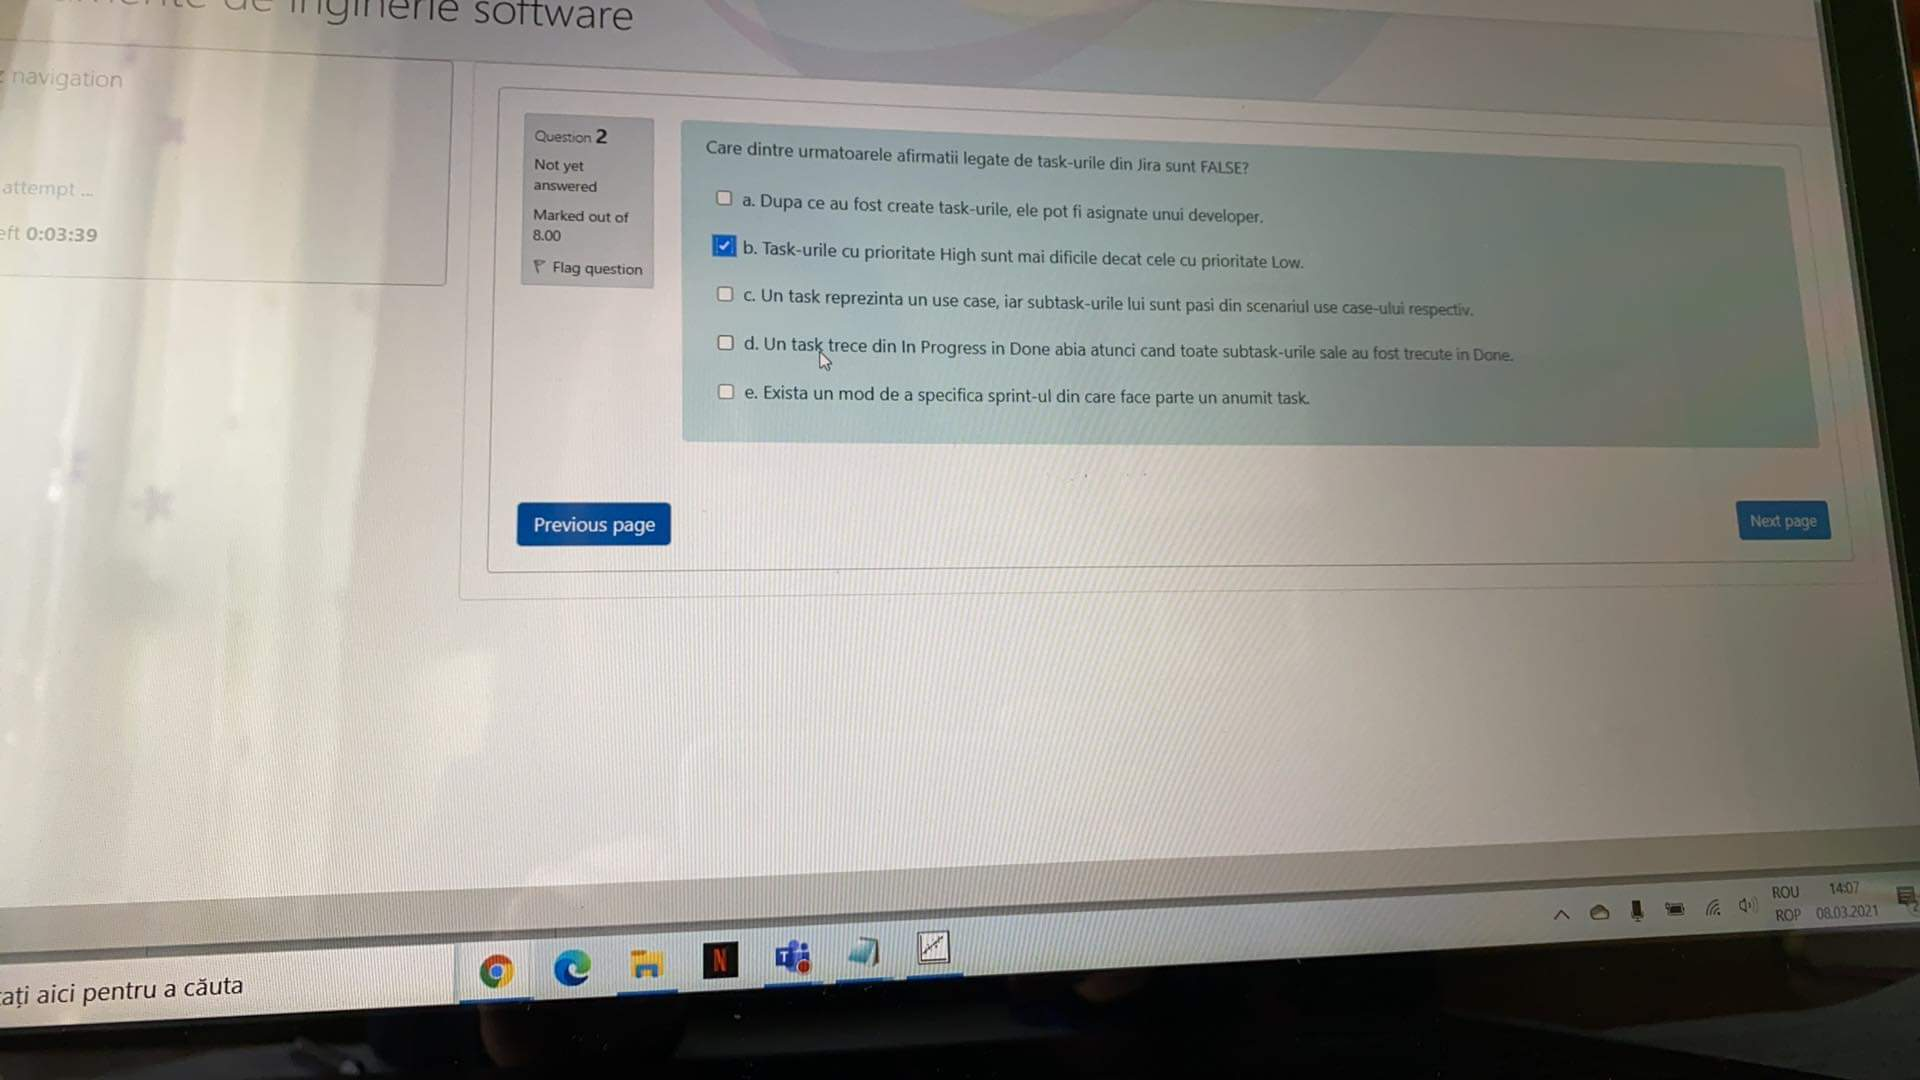 de inginerie software
navigation
attempt ...
0:03:39
Question 2
Not yet
answered
Marked out of
8.00
Flag question
Care dintre urmatoarele afirmatii legate de task-urile din Jira sunt FALSE?
a. Dupa ce au fost create task-urile, ele pot fi asignate unui developer.
b. Task-urile cu prioritate High sunt mai dificile decat cele cu prioritate Low.
c. Un task reprezinta un use case, iar subtask-urile lui sunt pasi din scenariul use case-ului respectiv.
d. Un task trece din In Progress in Done abia atunci cand toate subtask-urile sale au fost trecute in Done.
e. Exista un mod de a specifica sprint-ul din care face parte un anumit task.
Previous page
Next page
aici pentru a căuta
N
T
ROU
ROP
14:07
08.03.2021
2